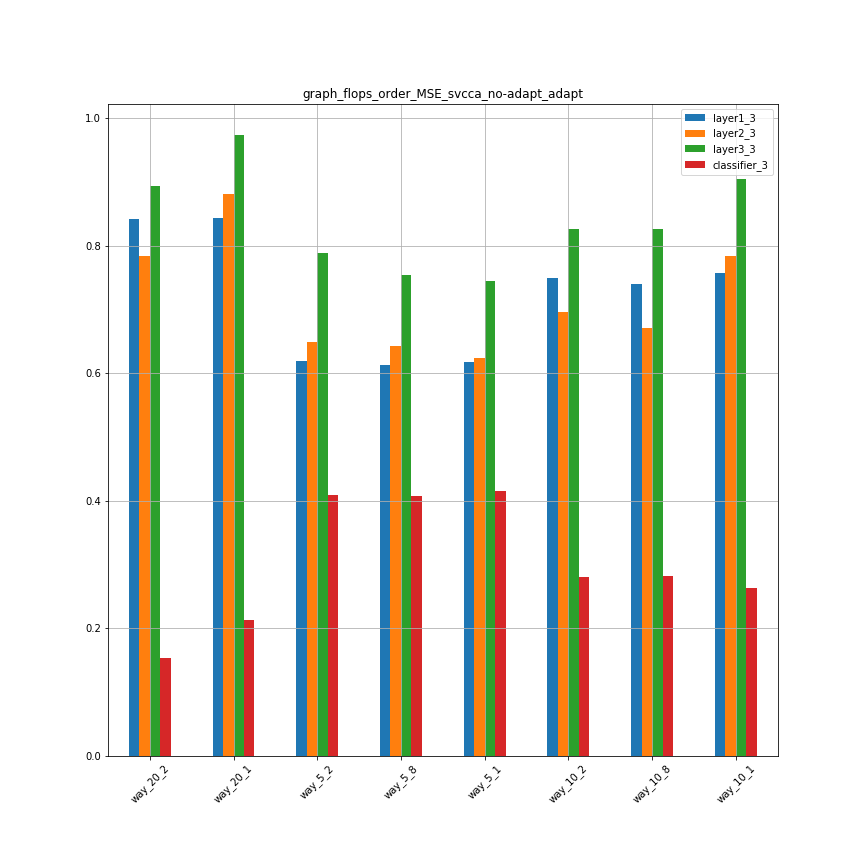 graph_flops_order_MSE_svcca_no-adapt_adapt
layer1_3
layer2_3
layer3_3
classifier_3
1.0
0.8
0.6
0.4
0.2
0.0
way_20_2
way_20_1
way_5_2
way_5_8
way_5_1
way_10_2
way_10_8
way_10_1